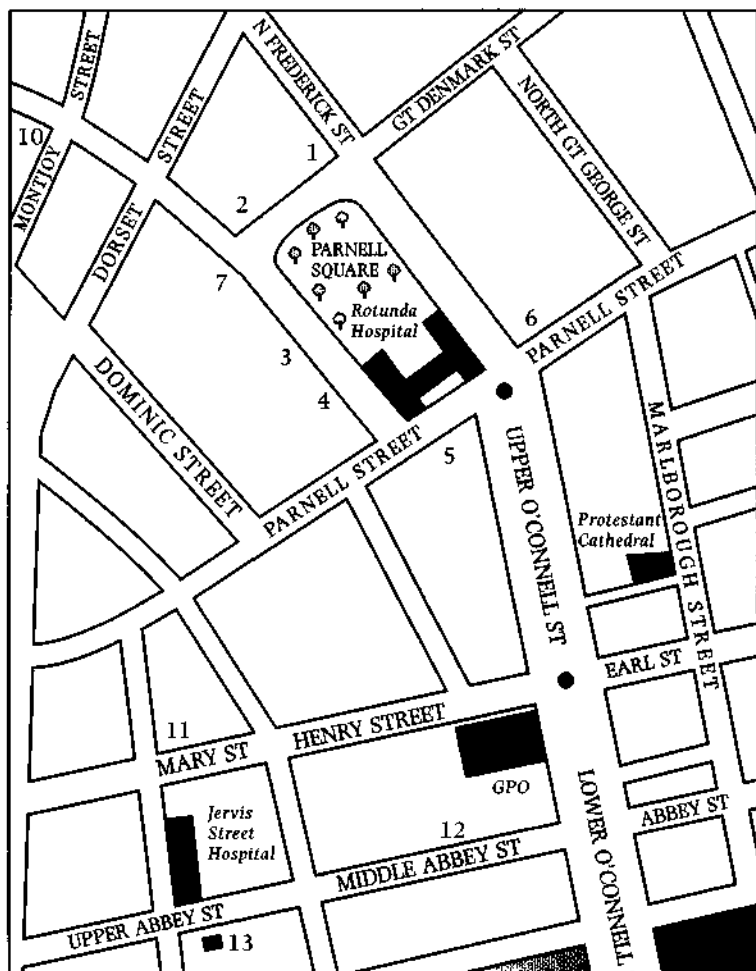 N FREDERICK ST
GT DENMARK ST
STREET
10
MONTJOY
STREET
DORSET
1
2
NORTH GT GEORGE ST
PARNELL
SQUARE
Rotunda
Hospital
7
6
PARNELL STREET
3
4
DOMINIC STREET
PARNELL STREET
5
UPPER O'CONNELL ST
MARLBOROUGH STREET
Protestant
Cathedral
EARL ST
11
MARY ST
HENRY STREET
GPO
Jervis
Street
Hospital
12
MIDDLE ABBEY ST
LOWER O'CONNELL
ABBEY ST
UPPER ABBEY ST
13